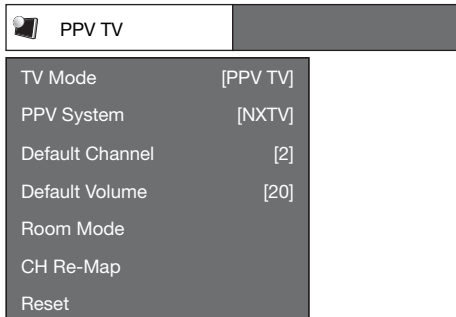 PPV TV
TV Mode [PPV TV]
PPV System [NXTV]
Default Channel [2]
Default Volume [20]
Room Mode
CH Re-Map
Reset